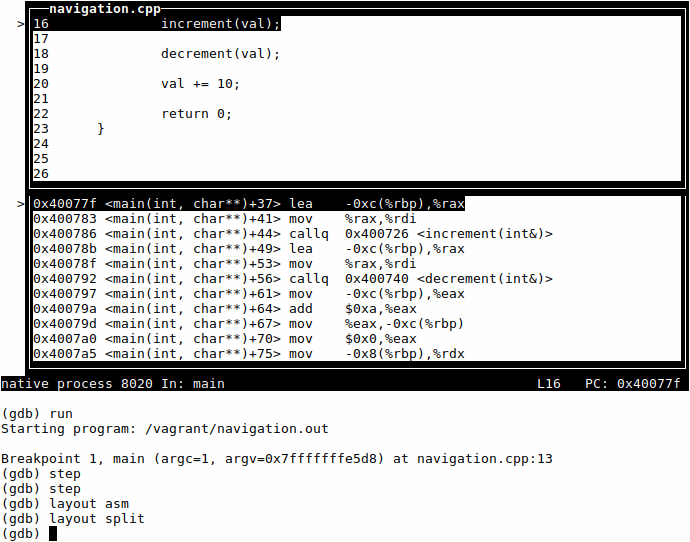 navigation.cpp
>16 increment(val);
17
18 decrement(val);
19
20 val += 10;
21
22 return 0;
23 }
24
25
26
>0x40077f <main(int, char**)+37> lea -0xc(%rbp),%rax
0x400783 <main(int, char**)+41> mov %rax,%rdi
0x400786 <main(int, char**)+44> callq 0x400726 <increment(int&)>
0x40078b <main(int, char**)+49> lea -0xc(%rbp),%rax
0x40078f <main(int, char**)+53> mov %rax,%rdi
0x400792 <main(int, char**)+56> callq 0x400740 <decrement(int&)>
0x400797 <main(int, char**)+61> mov -0xc(%rbp),%eax
0x40079a <main(int, char**)+64> add $0xa,%eax
0x40079d <main(int, char**)+67> mov %eax,-0xc(%rbp)
0x4007a0 <main(int, char**)+70> mov $0x0,%eax
0x4007a5 <main(int, char**)+75> mov -0x8(%rbp),%rdx
native process 8020 In: main L16 PC: 0x40077f
(gdb) run
Starting program: /vagrant/navigation.out
Breakpoint 1, main (argc=1, argv=0x7fffffffe5d8) at navigation.cpp:13
(gdb) step
(gdb) step
(gdb) layout asm
(gdb) layout split
(gdb)